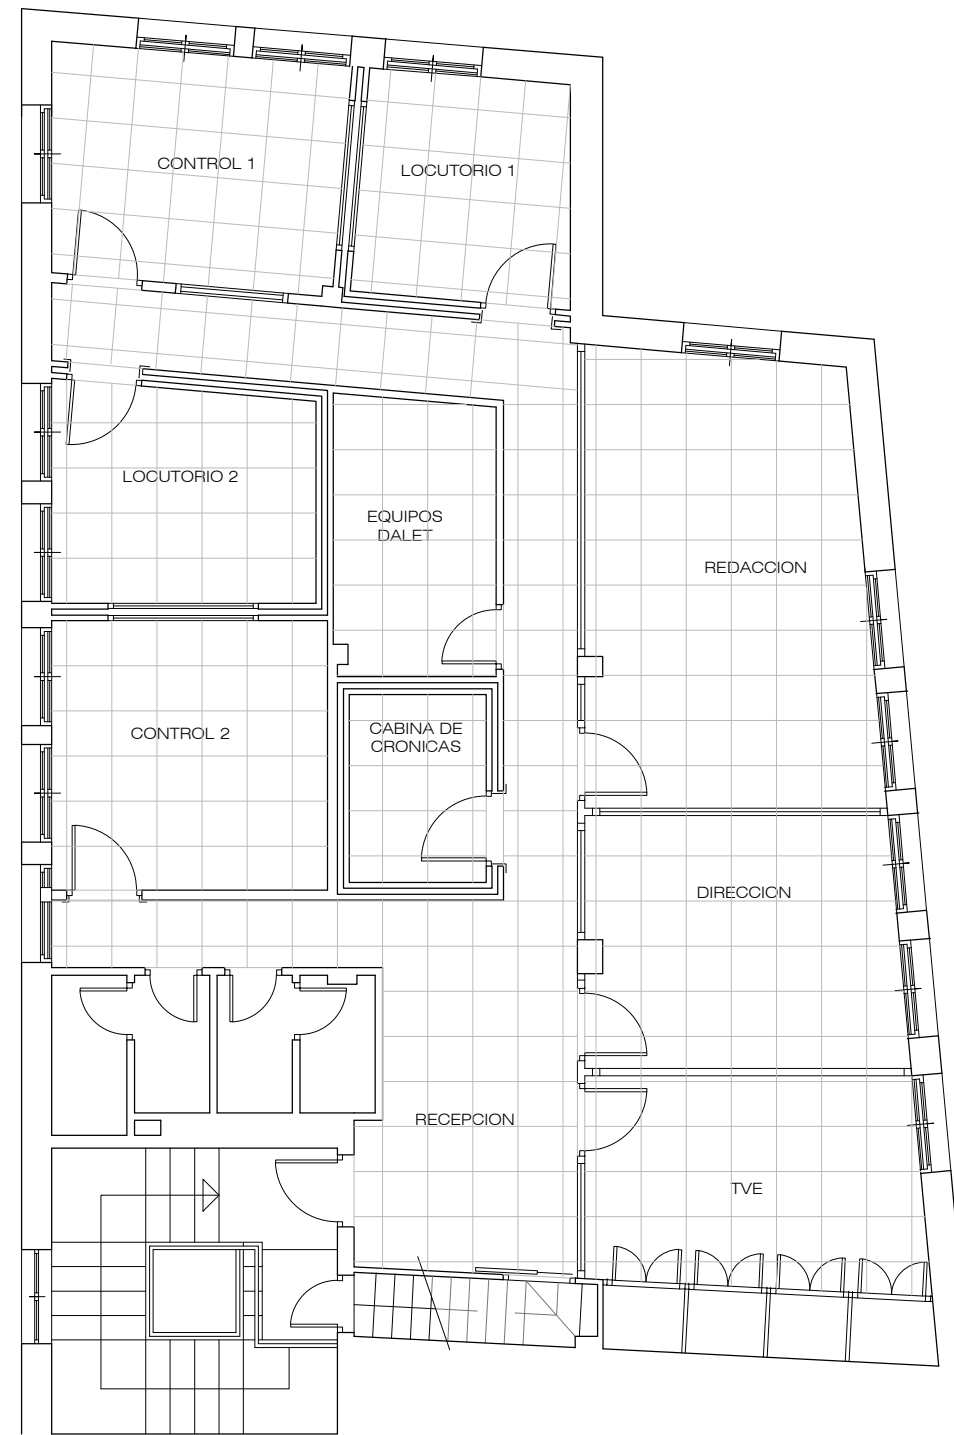 CONTROL 1
LOCUTORIO 1
LOCUTORIO 2
EQUIPOS
DALET
REDACCION
CABINA DE
CRONICAS
CONTROL 2
DIRECCION
RECEPCION
TVE